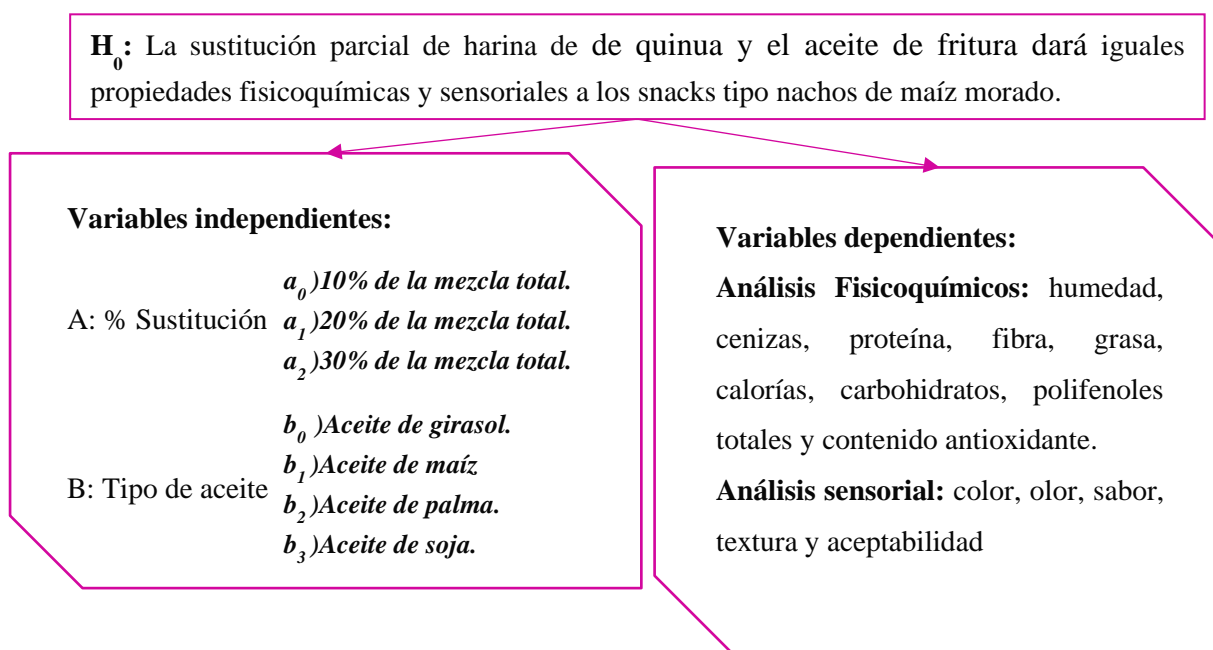 H0: La sustitución parcial de harina de de quinua y el aceite de fritura dará iguales
propiedades fisicoquímicas y sensoriales a los snacks tipo nachos de maíz morado.
Variables independientes:
A: % Sustitución
a0)10% de la mezcla total.
a1)20% de la mezcla total.
a2)30% de la mezcla total.
B: Tipo de aceite
b0 )Aceite de girasol.
b1)Aceite de maíz
b2)Aceite de palma.
b3)Aceite de soja.
Variables dependientes:
Análisis Fisicoquímicos: humedad,
cenizas, proteína, fibra, grasa,
calorías, carbohidratos, polifenoles
totales y contenido antioxidante.
Análisis sensorial: color, olor, sabor,
textura y aceptabilidad